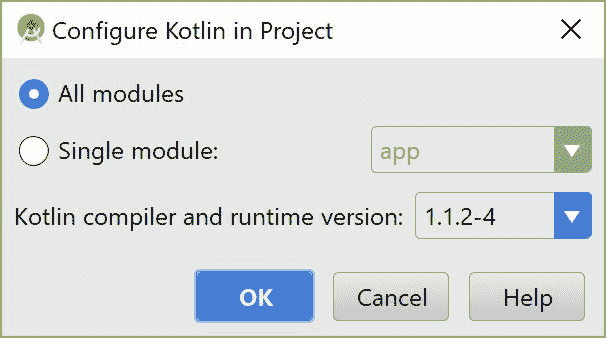 Configure Kotlin in Project
All modules
Single module: app
Kotlin compiler and runtime version: 1.1.2-4
OK Cancel Help